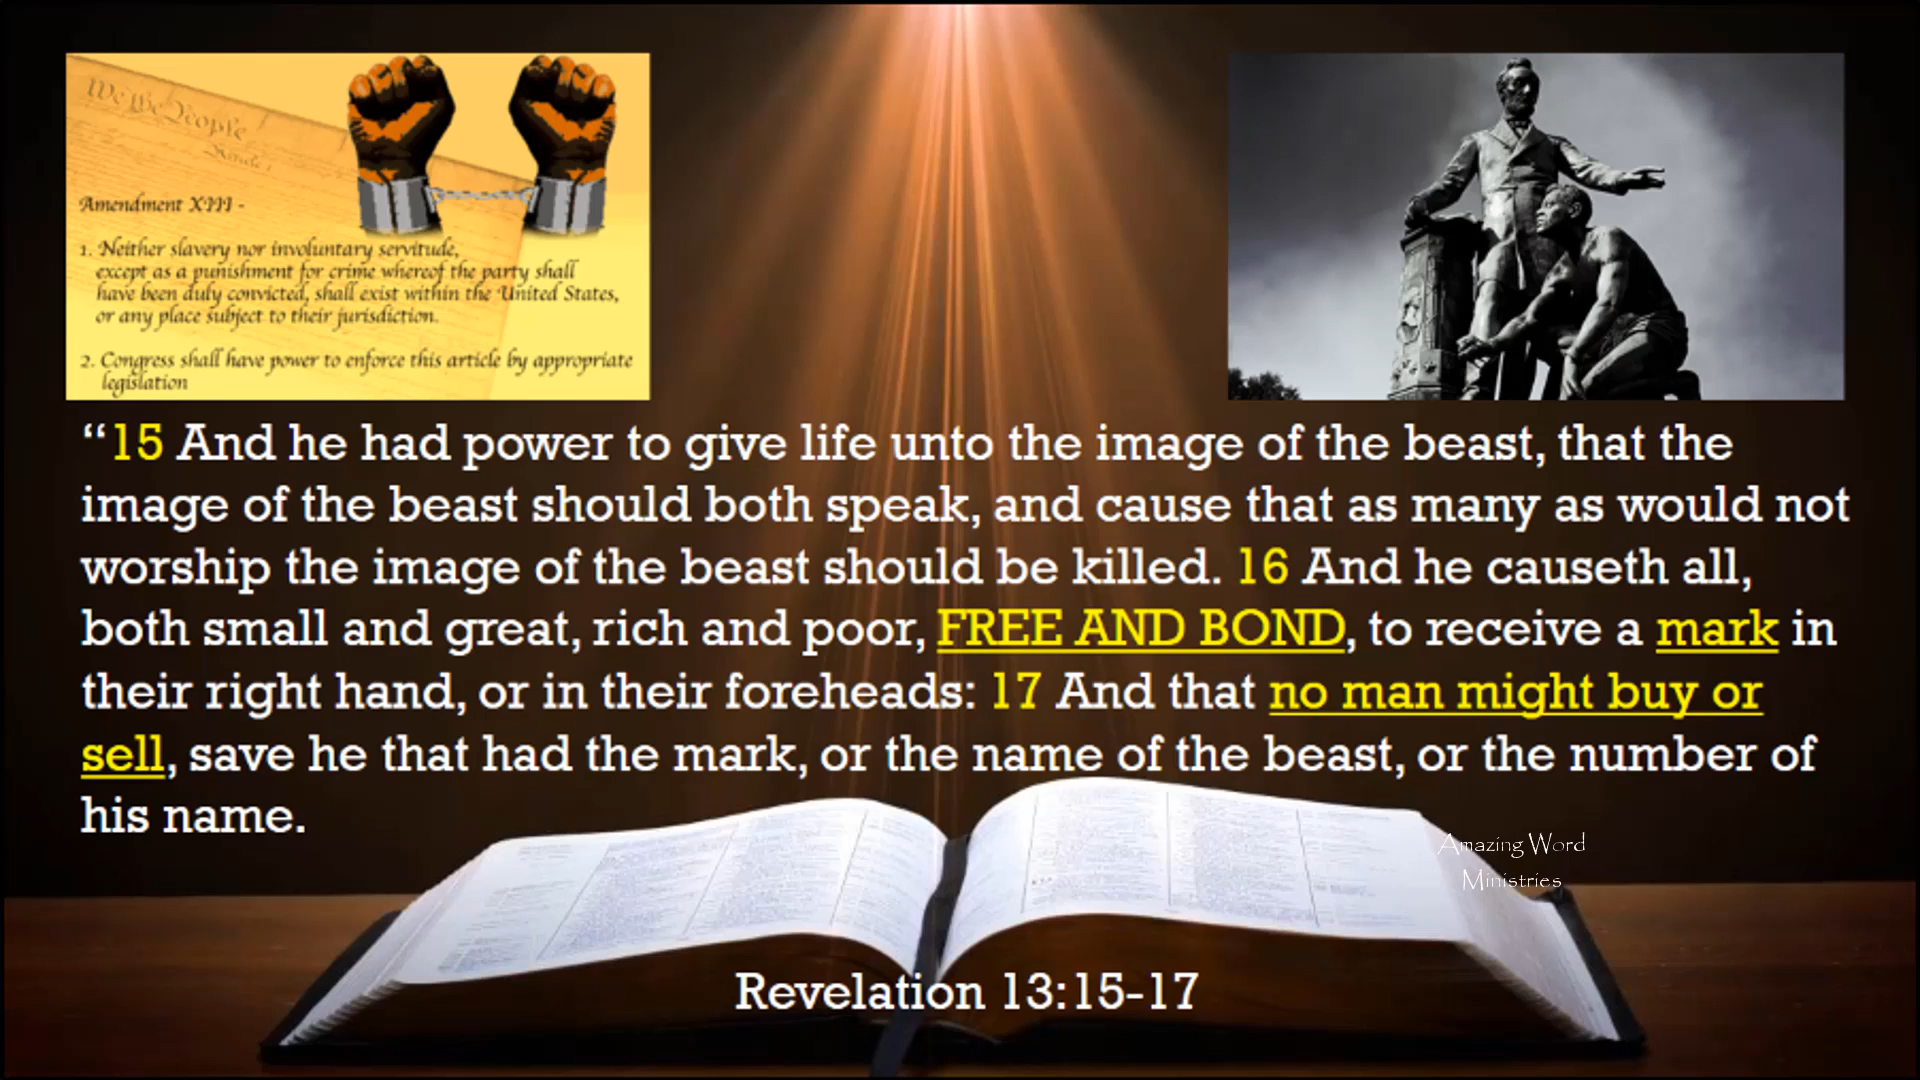 We the People
Amendment XIII -
1. Neither slavery nor involuntary servitude,
except as a punishment for crime whereof the party shall
have been duly convicted, shall exist within the United States,
or any place subject to their jurisdiction.
2. Congress shall have power to enforce this article by appropriate
legislation
“15 And he had power to give life unto the image of the beast, that the
image of the beast should both speak, and cause that as many as would not
worship the image of the beast should be killed. 16 And he causeth all,
both small and great, rich and poor, FREE AND BOND, to receive a mark in
their right hand, or in their foreheads: 17 And that no man might buy or
sell, save he that had the mark, or the name of the beast, or the number of
his name.
Amazing Word
Ministries
Revelation 13:15-17